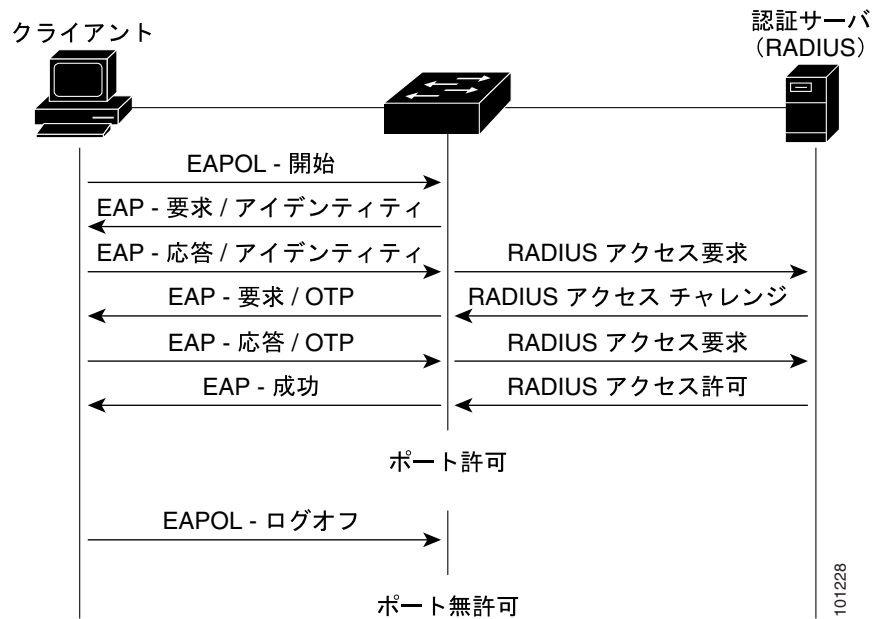 クライアント
認証サーバ
（RADIUS）
EAPOL - 開始
EAP - 要求 / アイデンティティ
EAP - 応答 / アイデンティティ
RADIUS アクセス要求
EAP - 要求 / OTP
RADIUS アクセス チャレンジ
EAP - 応答 / OTP
RADIUS アクセス要求
EAP - 成功
RADIUS アクセス許可
ポート許可
EAPOL - ログオフ
ポート無許可
101228